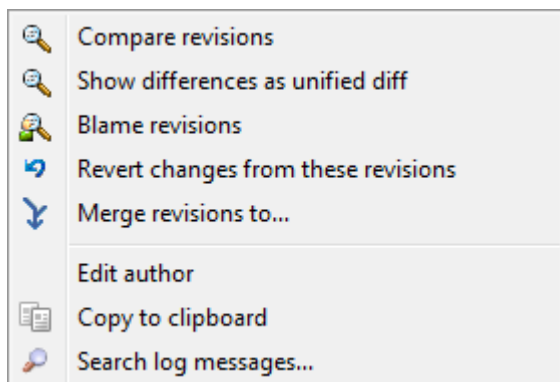 Compare revisions
Show differences as unified diff
Blame revisions
Revert changes from these revisions
Merge revisions to...
Edit author
Copy to clipboard
Search log messages...